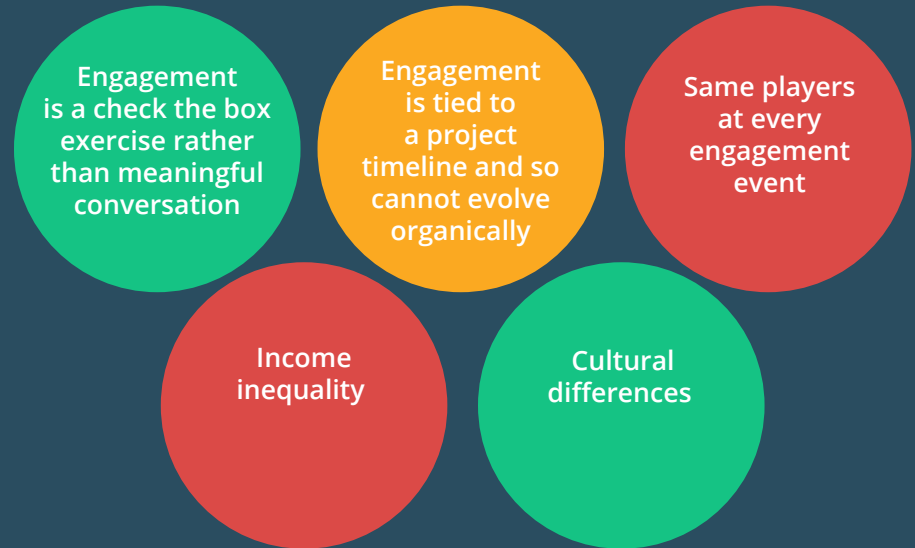 Engagement
is a check the box
exercise rather
than meaningful
conversation
Engagement
is tied to
a project
timeline and so
cannot evolve
organically
Same players
at every
engagement
event
Income
inequality
Cultural
differences